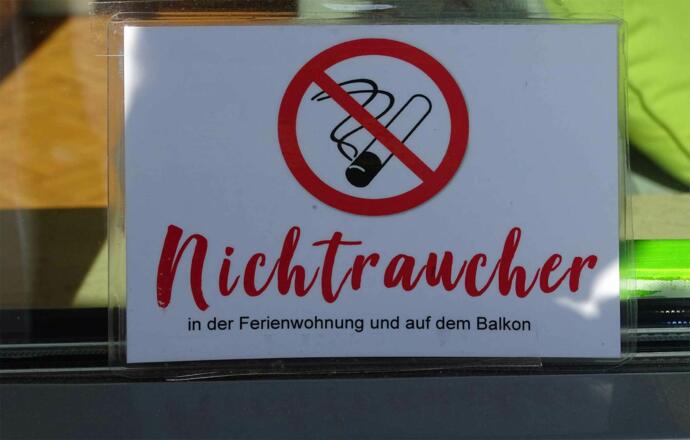 Nichtraucher
in der Ferienwohnung und auf dem Balkon